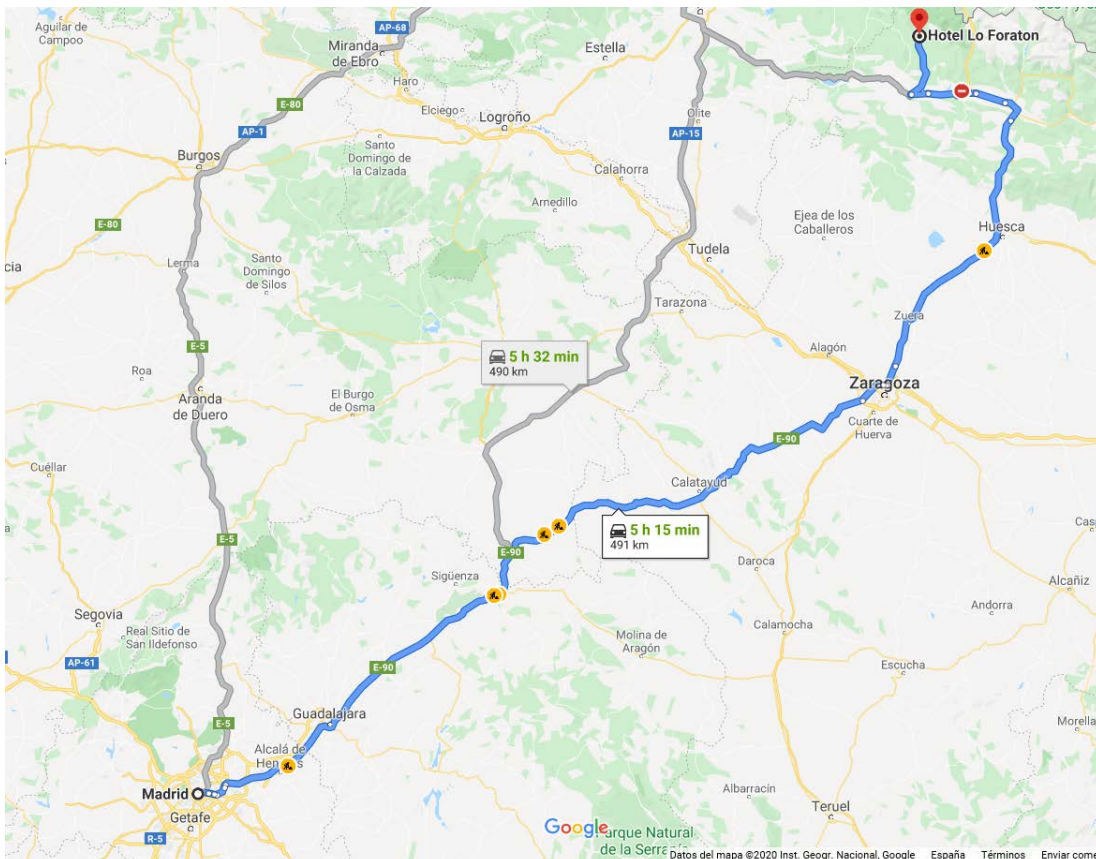 Aguilar de
Campoo
AP-68
Miranda
de Ebro
Estella
Hotel Lo Foraton
Haro
E-80
Elciego
Logroño
Olite
AP-1
Santo
Domingo de
la Calzada
AP-15
Burgos
Calahorra
Arnedillo
Ejea de los
Caballeros
E-80
Huesca
Tudela
Lerma
Santo
Domingo
de Silos
Tarazona
Zuera
E-5
5 h 32 min
490 km
Alagón
Roa
Zaragoza
Aranda
de Duero
El Burgo
de Osma
Cuarte de
Huerva
E-90
Cuéllar
Calatayud
5 h 15 min
491 km
E-5
E-90
Daroca
Sigüenza
Alcañiz
Segovia
Andorra
Real Sitio de
San Ildefonso
Calamocha
Molina de
Aragón
AP-61
E-90
Escucha
Guadalajara
E-5
Morella
Alcalá de
Madrid
Albarracín
Getafe
Teruel
R-5
Google
Parque Natural
de la Serranía
Datos del mapa ©2020 Inst. Geogr. Nacional, Google España Términos Enviar come